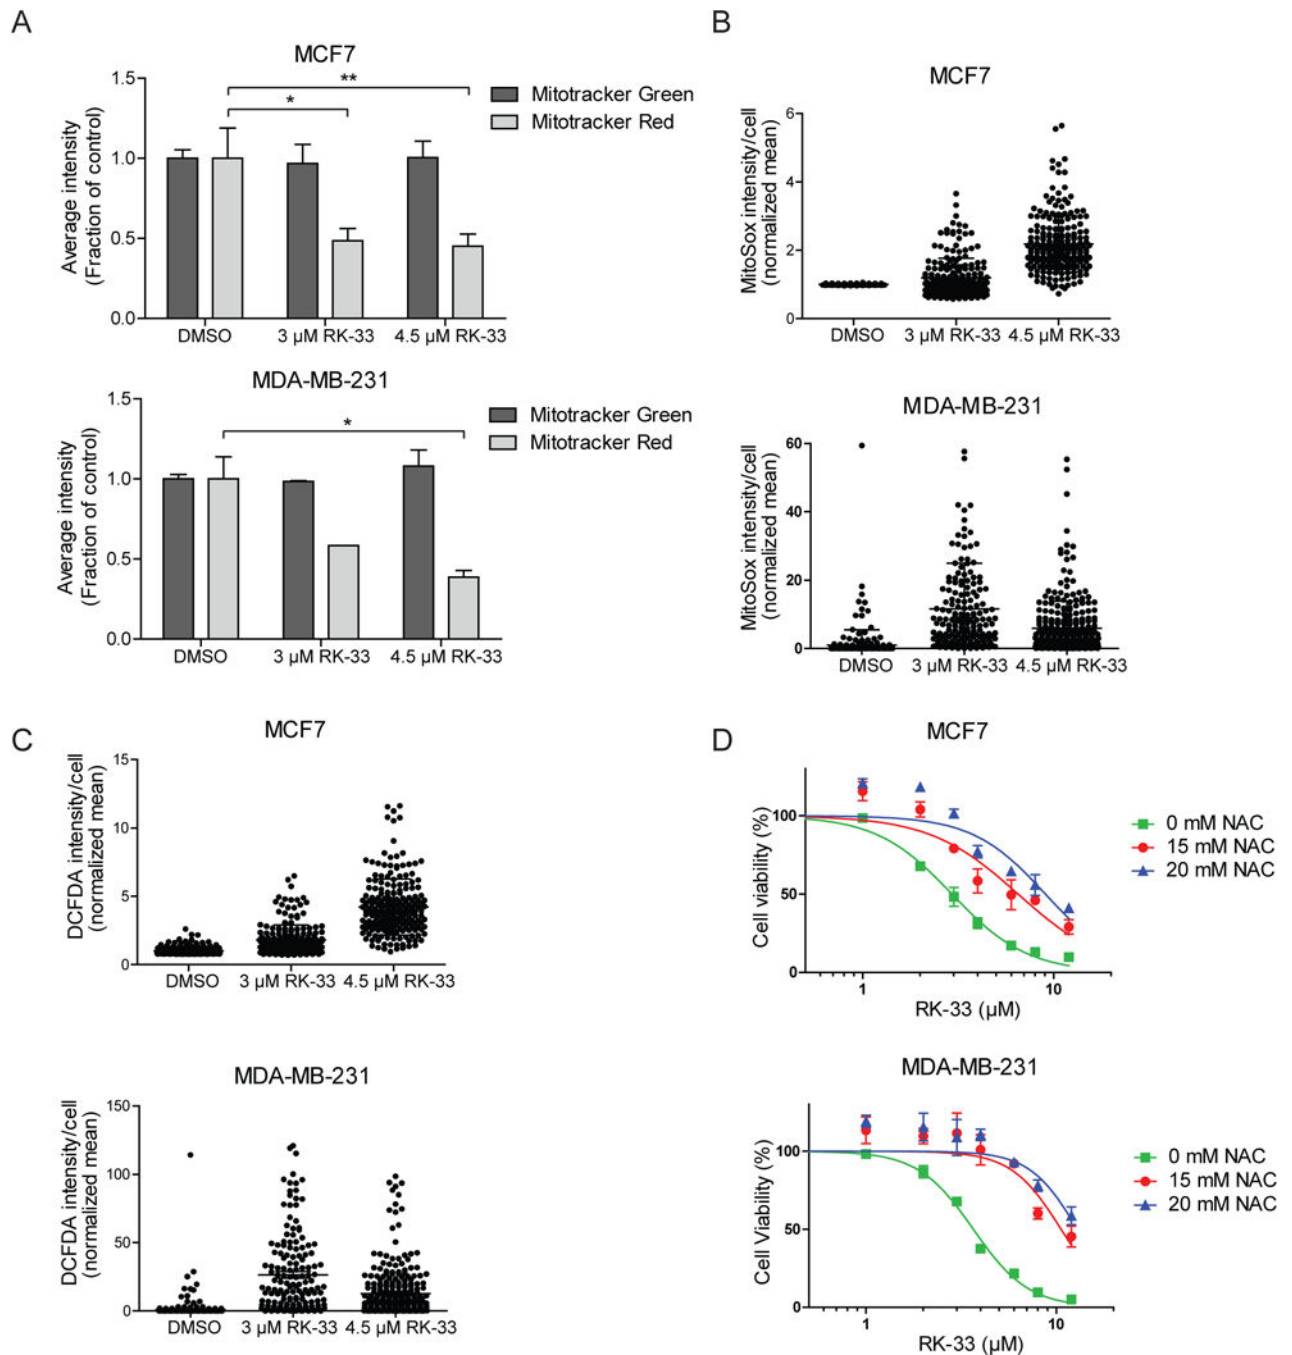 A
MCF7
Average intensity
(Fraction of control)
1.5
1.0
0.5
0.0
*
**
DMSO
3 µM RK-33
4.5 µM RK-33
Mitotracker Green
Mitotracker Red
MDA-MB-231
Average intensity
(Fraction of control)
1.5
1.0
0.5
0.0
*
DMSO
3 µM RK-33
4.5 µM RK-33
Mitotracker Green
Mitotracker Red
B
MCF7
MitoSox intensity/cell
(normalized mean)
6
4
2
0
DMSO
3 µM RK-33
4.5 µM RK-33
MDA-MB-231
MitoSox intensity/cell
(normalized mean)
60
40
20
0
DMSO
3 µM RK-33
4.5 µM RK-33
C
MCF7
DCFDA intensity/cell
(normalized mean)
15
10
5
0
DMSO
3 µM RK-33
4.5 µM RK-33
MDA-MB-231
DCFDA intensity/cell
(normalized mean)
150
100
50
0
DMSO
3 µM RK-33
4.5 µM RK-33
D
MCF7
Cell viability (%)
100
50
0
1
10
RK-33 (µM)
0 mM NAC
15 mM NAC
20 mM NAC
MDA-MB-231
Cell Viability (%)
100
50
0
1
10
RK-33 (µM)
0 mM NAC
15 mM NAC
20 mM NAC